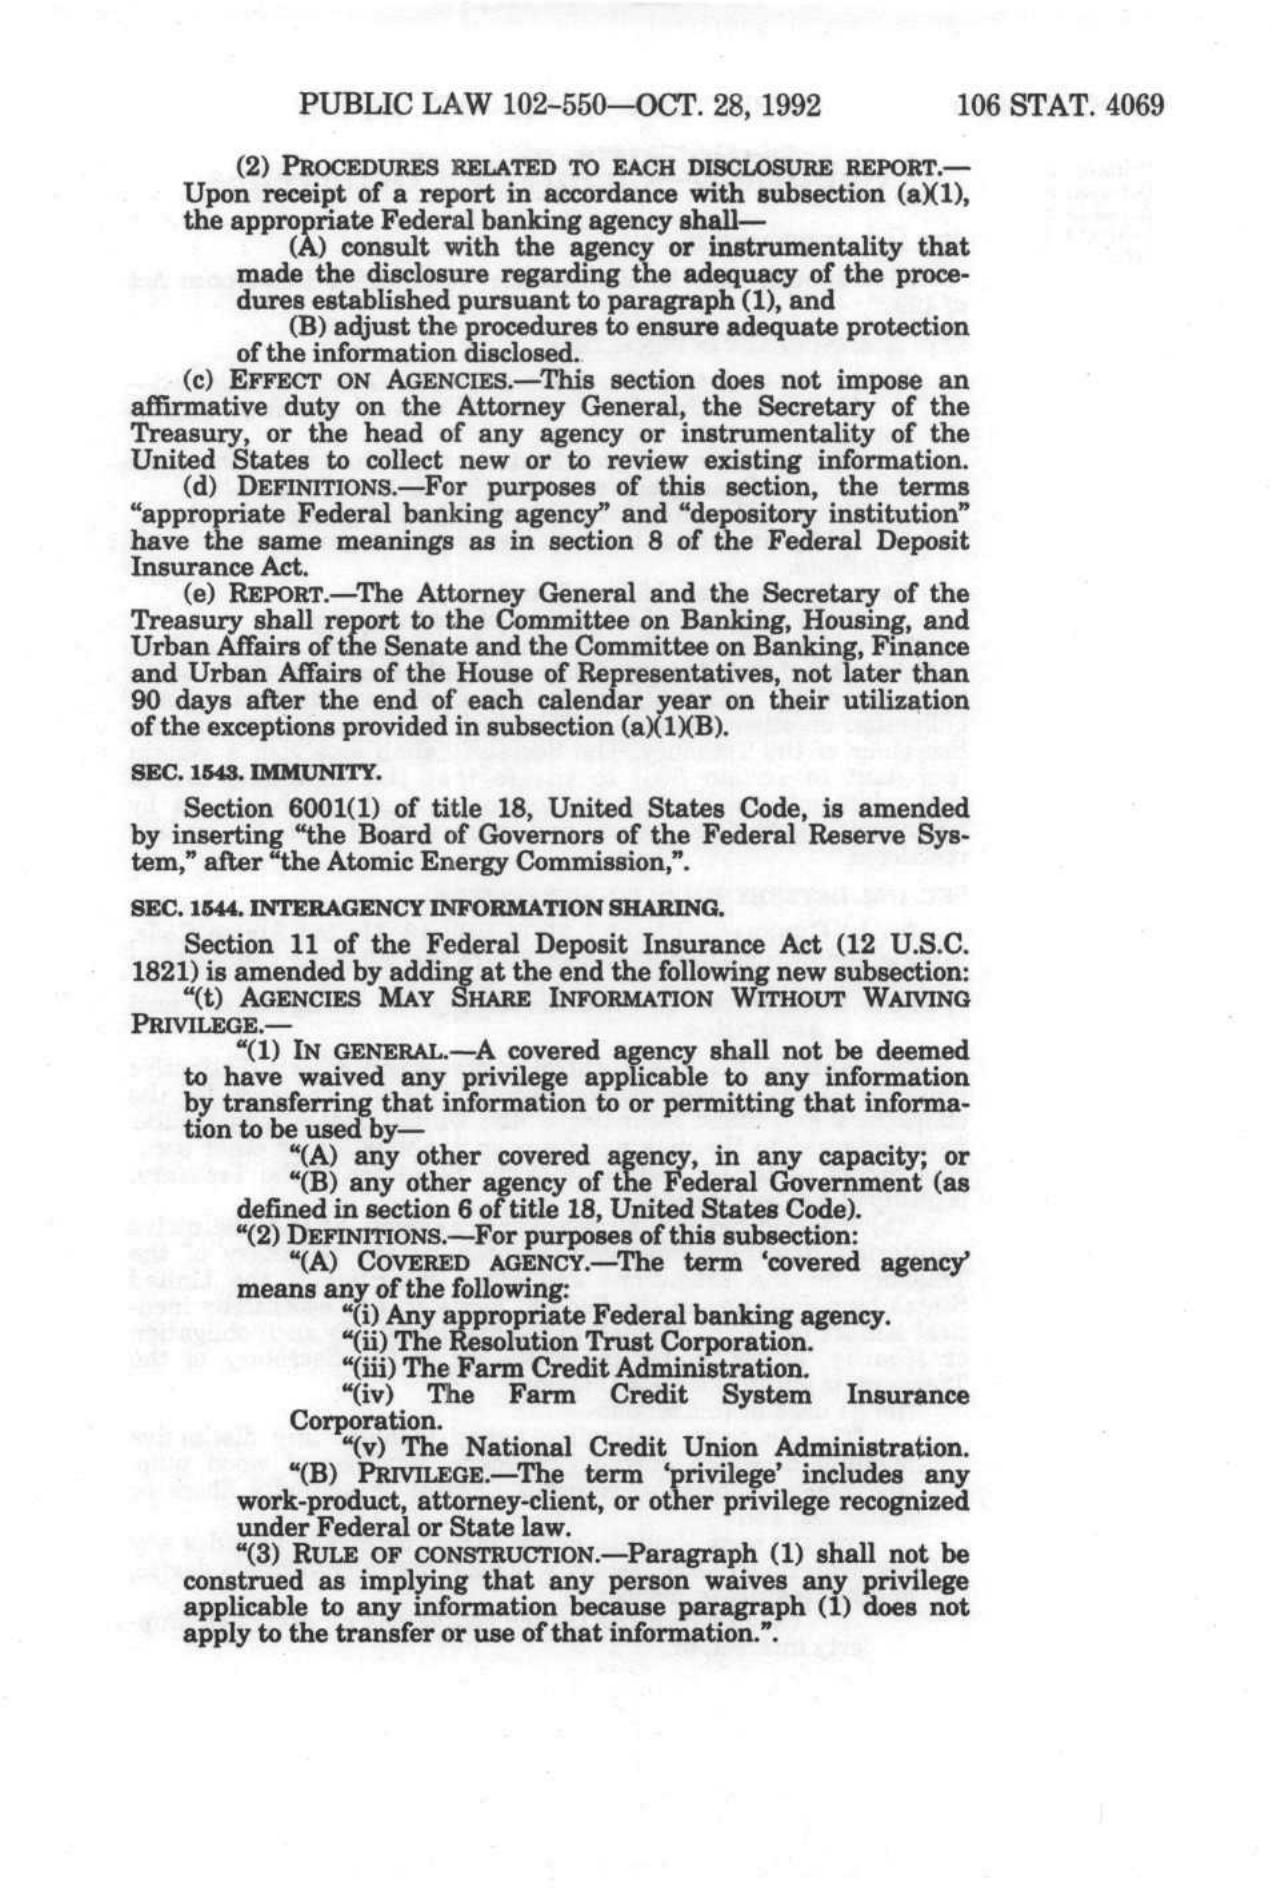 PUBLIC LAW 102–550—OCT. 28, 1992 106 STAT. 4069
(2) PROCEDURES RELATED TO EACH DISCLOSURE REPORT.—
Upon receipt of a report in accordance with subsection (a)(1),
the appropriate Federal banking agency shall—
(A) consult with the agency or instrumentality that
made the disclosure regarding the adequacy of the proce-
dures established pursuant to paragraph (1), and
(B) adjust the procedures to ensure adequate protection
of the information disclosed.
(c) EFFECT ON AGENCIES.—This section does not impose an
affirmative duty on the Attorney General, the Secretary of the
Treasury, or the head of any agency or instrumentality of the
United States to collect new or to review existing information.
(d) DEFINITIONS.—For purposes of this section, the terms
“appropriate Federal banking agency” and “depository institution”
have the same meanings as in section 8 of the Federal Deposit
Insurance Act.
(e) REPORT.—The Attorney General and the Secretary of the
Treasury shall report to the Committee on Banking, Housing, and
Urban Affairs of the Senate and the Committee on Banking, Finance
and Urban Affairs of the House of Representatives, not later than
90 days after the end of each calendar year on their utilization
of the exceptions provided in subsection (a)(1)(B).
SEC. 1543. IMMUNITY.
Section 6001(1) of title 18, United States Code, is amended
by inserting “the Board of Governors of the Federal Reserve Sys-
tem,” after “the Atomic Energy Commission,”.
SEC. 1544. INTERAGENCY INFORMATION SHARING.
Section 11 of the Federal Deposit Insurance Act (12 U.S.C.
1821) is amended by adding at the end the following new subsection:
“(t) AGENCIES MAY SHARE INFORMATION WITHOUT WAIVING
PRIVILEGE.—
“(1) IN GENERAL.—A covered agency shall not be deemed
to have waived any privilege applicable to any information
by transferring that information to or permitting that informa-
tion to be used by—
“(A) any other covered agency, in any capacity; or
“(B) any other agency of the Federal Government (as
defined in section 6 of title 18, United States Code).
“(2) DEFINITIONS.—For purposes of this subsection:
“(A) COVERED AGENCY.—The term ‘covered agency’
means any of the following:
“(i) Any appropriate Federal banking agency.
“(ii) The Resolution Trust Corporation.
“(iii) The Farm Credit Administration.
“(iv) The Farm Credit System Insurance
Corporation.
“(v) The National Credit Union Administration.
“(B) PRIVILEGE.—The term ‘privilege’ includes any
work-product, attorney-client, or other privilege recognized
under Federal or State law.
“(3) RULE OF CONSTRUCTION.—Paragraph (1) shall not be
construed as implying that any person waives any privilege
applicable to any information because paragraph (1) does not
apply to the transfer or use of that information.”.